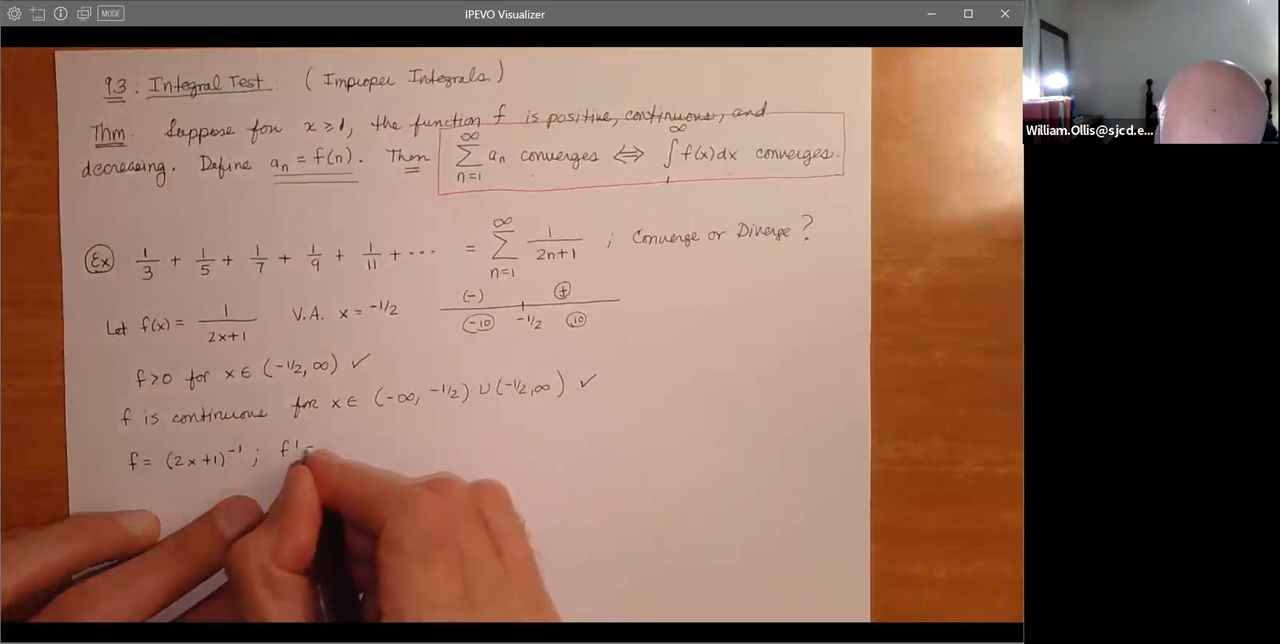 IPEVO Visualizer
MODE
William.Ollis@sjcd.e...
9.3 : Integral Test (Improper Integrals)
Thm. Suppose for x ≥ 1, the function f is positive, continuous, and
decreasing. Define aₙ = f(n). Then ∑_{n=1}^{∞} aₙ converges ⇔ ∫_1^∞ f(x)dx converges.
Ex 1/3 + 1/5 + 1/7 + 1/9 + 1/11 + ··· = ∑_{n=1}^{∞} 1/(2n+1) ; Converge or Diverge?
(-) +
Let f(x) = 1/(2x+1) V.A. x = -1/2 -10 -1/2 10
f>0 for x ∈ (-1/2, ∞) ✓
f is continuous for x ∈ (-∞, -1/2) ∪ (-1/2, ∞) ✓
f = (2x+1)⁻¹ ; f' =